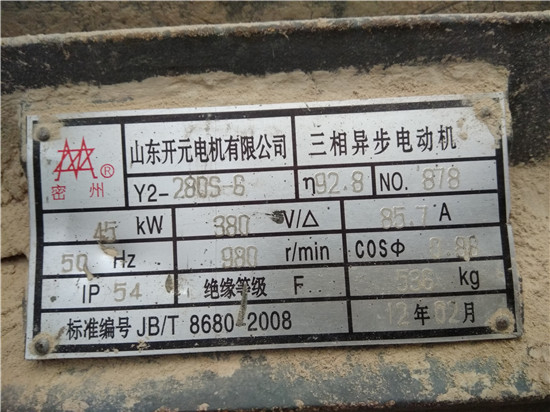 密州®
山东开元电机有限公司 三相异步电动机
Y2-280S-6 η92.8 NO. 878
45 kW 380 V/△ 85.7 A
50 Hz 980 r/min COSΦ
IP 54 绝缘等级 F kg
标准编号 JB/T 8680-2008 12年02月